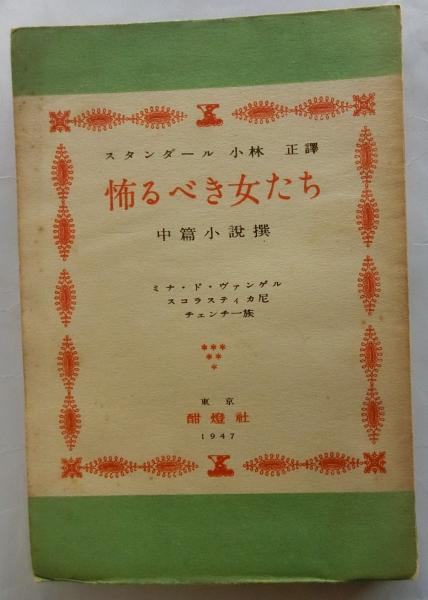 スタンダール 小林 正譯
怖るべき女たち
中篇小說撰
ミナ・ド・ヴァンゲル
スコラスティカ尼
チェンチ一族
東京
酣燈社
1947